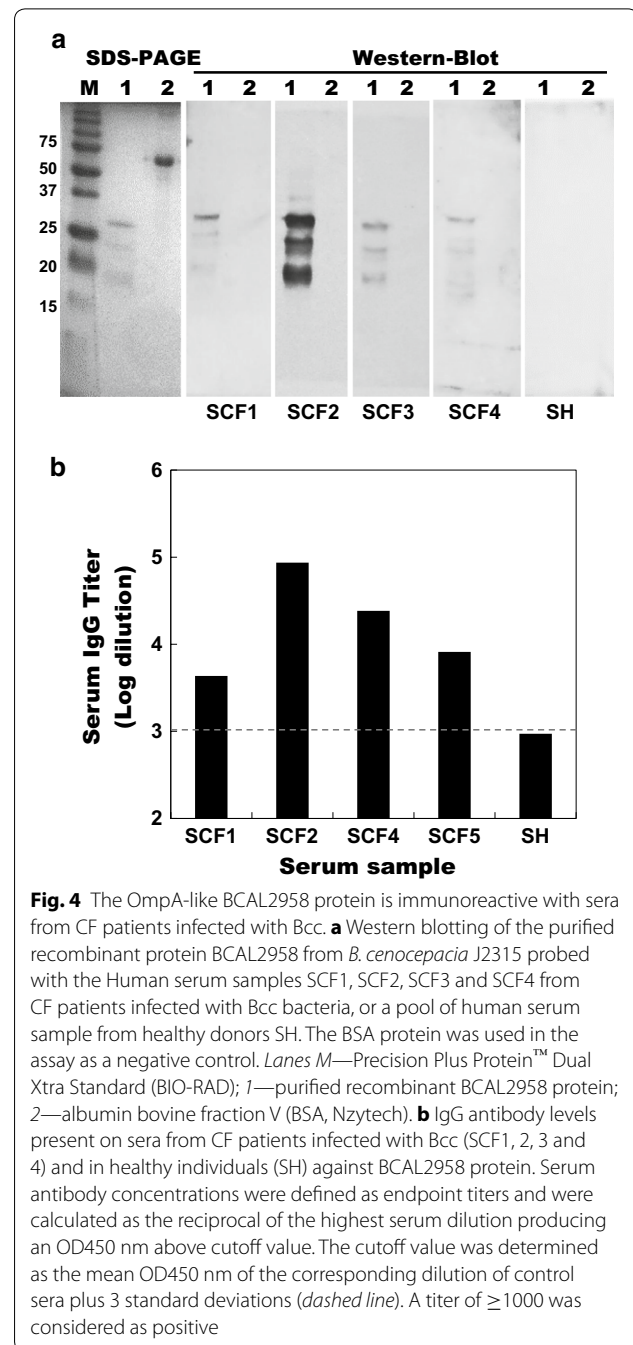 a
SDS-PAGE Western-Blot
M 1 2 1 2 1 2 1 2 1 2 1 2
75
50
37
25
20
15
SCF1 SCF2 SCF3 SCF4 SH
b
6
5
4
3
2
Serum IgG Titer
(Log dilution)
SCF1 SCF2 SCF4 SCF5 SH
Serum sample
Fig. 4 The OmpA-like BCAL2958 protein is immunoreactive with sera
from CF patients infected with Bcc. a Western blotting of the purified
recombinant protein BCAL2958 from B. cenocepacia J2315 probed
with the Human serum samples SCF1, SCF2, SCF3 and SCF4 from
CF patients infected with Bcc bacteria, or a pool of human serum
sample from healthy donors SH. The BSA protein was used in the
assay as a negative control. Lanes M—Precision Plus Protein™ Dual
Xtra Standard (BIO-RAD); 1—purified recombinant BCAL2958 protein;
2—albumin bovine fraction V (BSA, Nzytech). b IgG antibody levels
present on sera from CF patients infected with Bcc (SCF1, 2, 3 and
4) and in healthy individuals (SH) against BCAL2958 protein. Serum
antibody concentrations were defined as endpoint titers and were
calculated as the reciprocal of the highest serum dilution producing
an OD450 nm above cutoff value. The cutoff value was determined
as the mean OD450 nm of the corresponding dilution of control
sera plus 3 standard deviations (dashed line). A titer of ≥1000 was
considered as positive